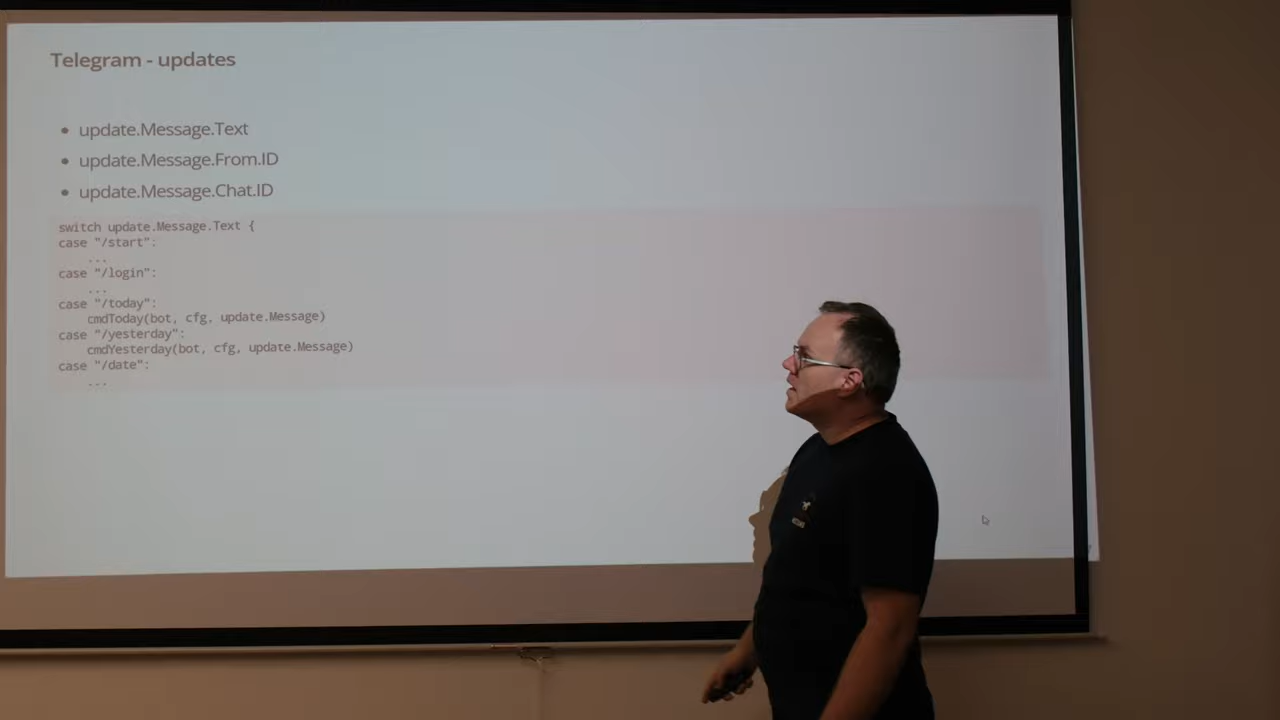 Telegram - updates
• update.Message.Text
• update.Message.From.ID
• update.Message.Chat.ID
switch update.Message.Text {
case "/start":
    ...
case "/login":
    ...
case "/today":
    cmdToday(bot, cfg, update.Message)
case "/yesterday":
    cmdYesterday(bot, cfg, update.Message)
case "/date":
    ...